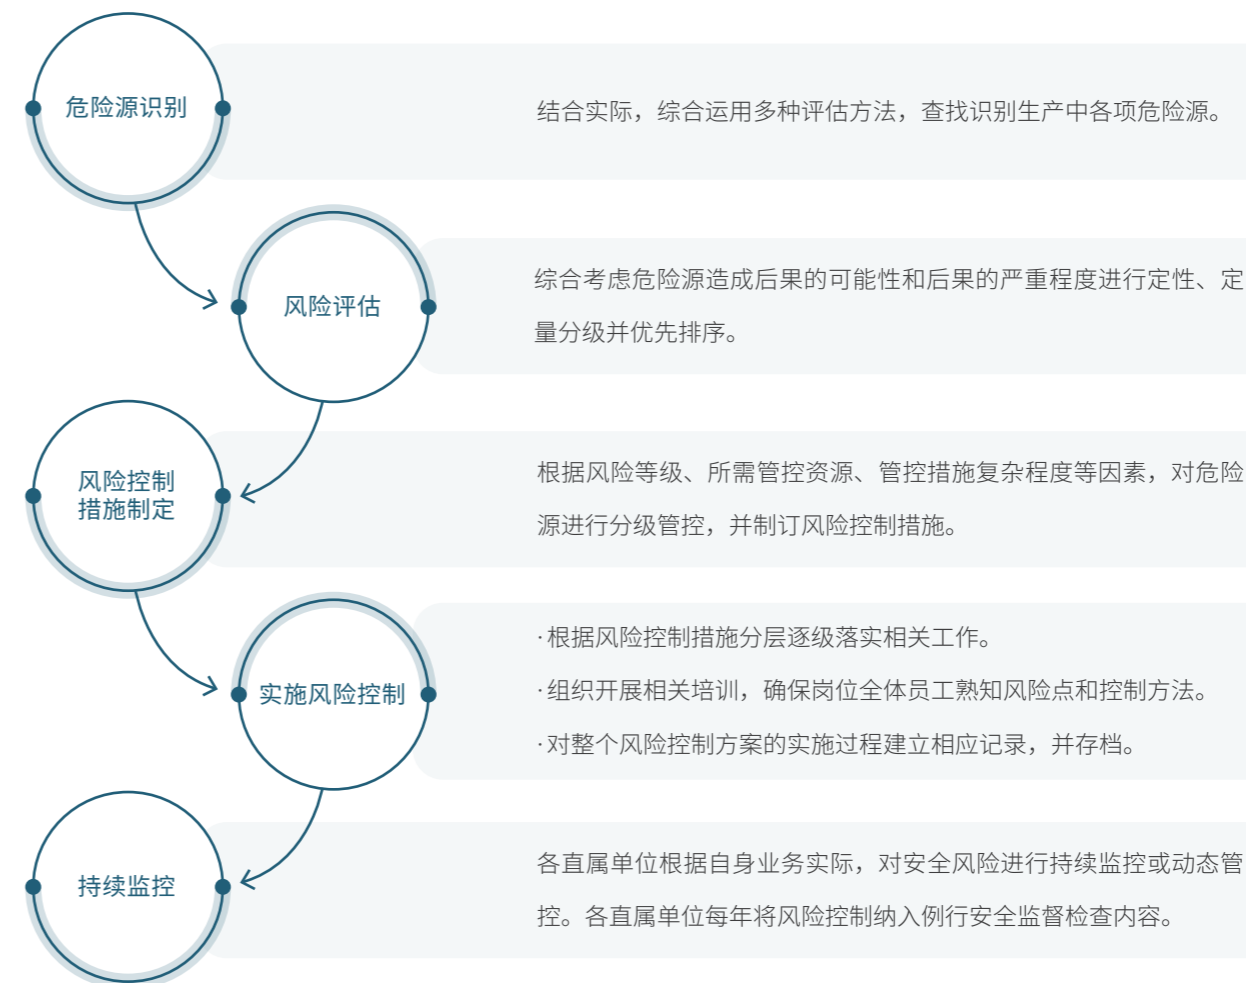 危险源识别
结合实际，综合运用多种评估方法，查找识别生产中各项危险源。
风险评估
综合考虑危险源造成后果的可能性和后果的严重程度进行定性、定
量分级并优先排序。
风险控制
措施制定
根据风险等级、所需管控资源、管控措施复杂程度等因素，对危险
源进行分级管控，并制订风险控制措施。
实施风险控制
·根据风险控制措施分层逐级落实相关工作。
·组织开展相关培训，确保岗位全体员工熟知风险点和控制方法。
·对整个风险控制方案的实施过程建立相应记录，并存档。
持续监控
各直属单位根据自身业务实际，对安全风险进行持续监控或动态管
控。各直属单位每年将风险控制纳入例行安全监督检查内容。